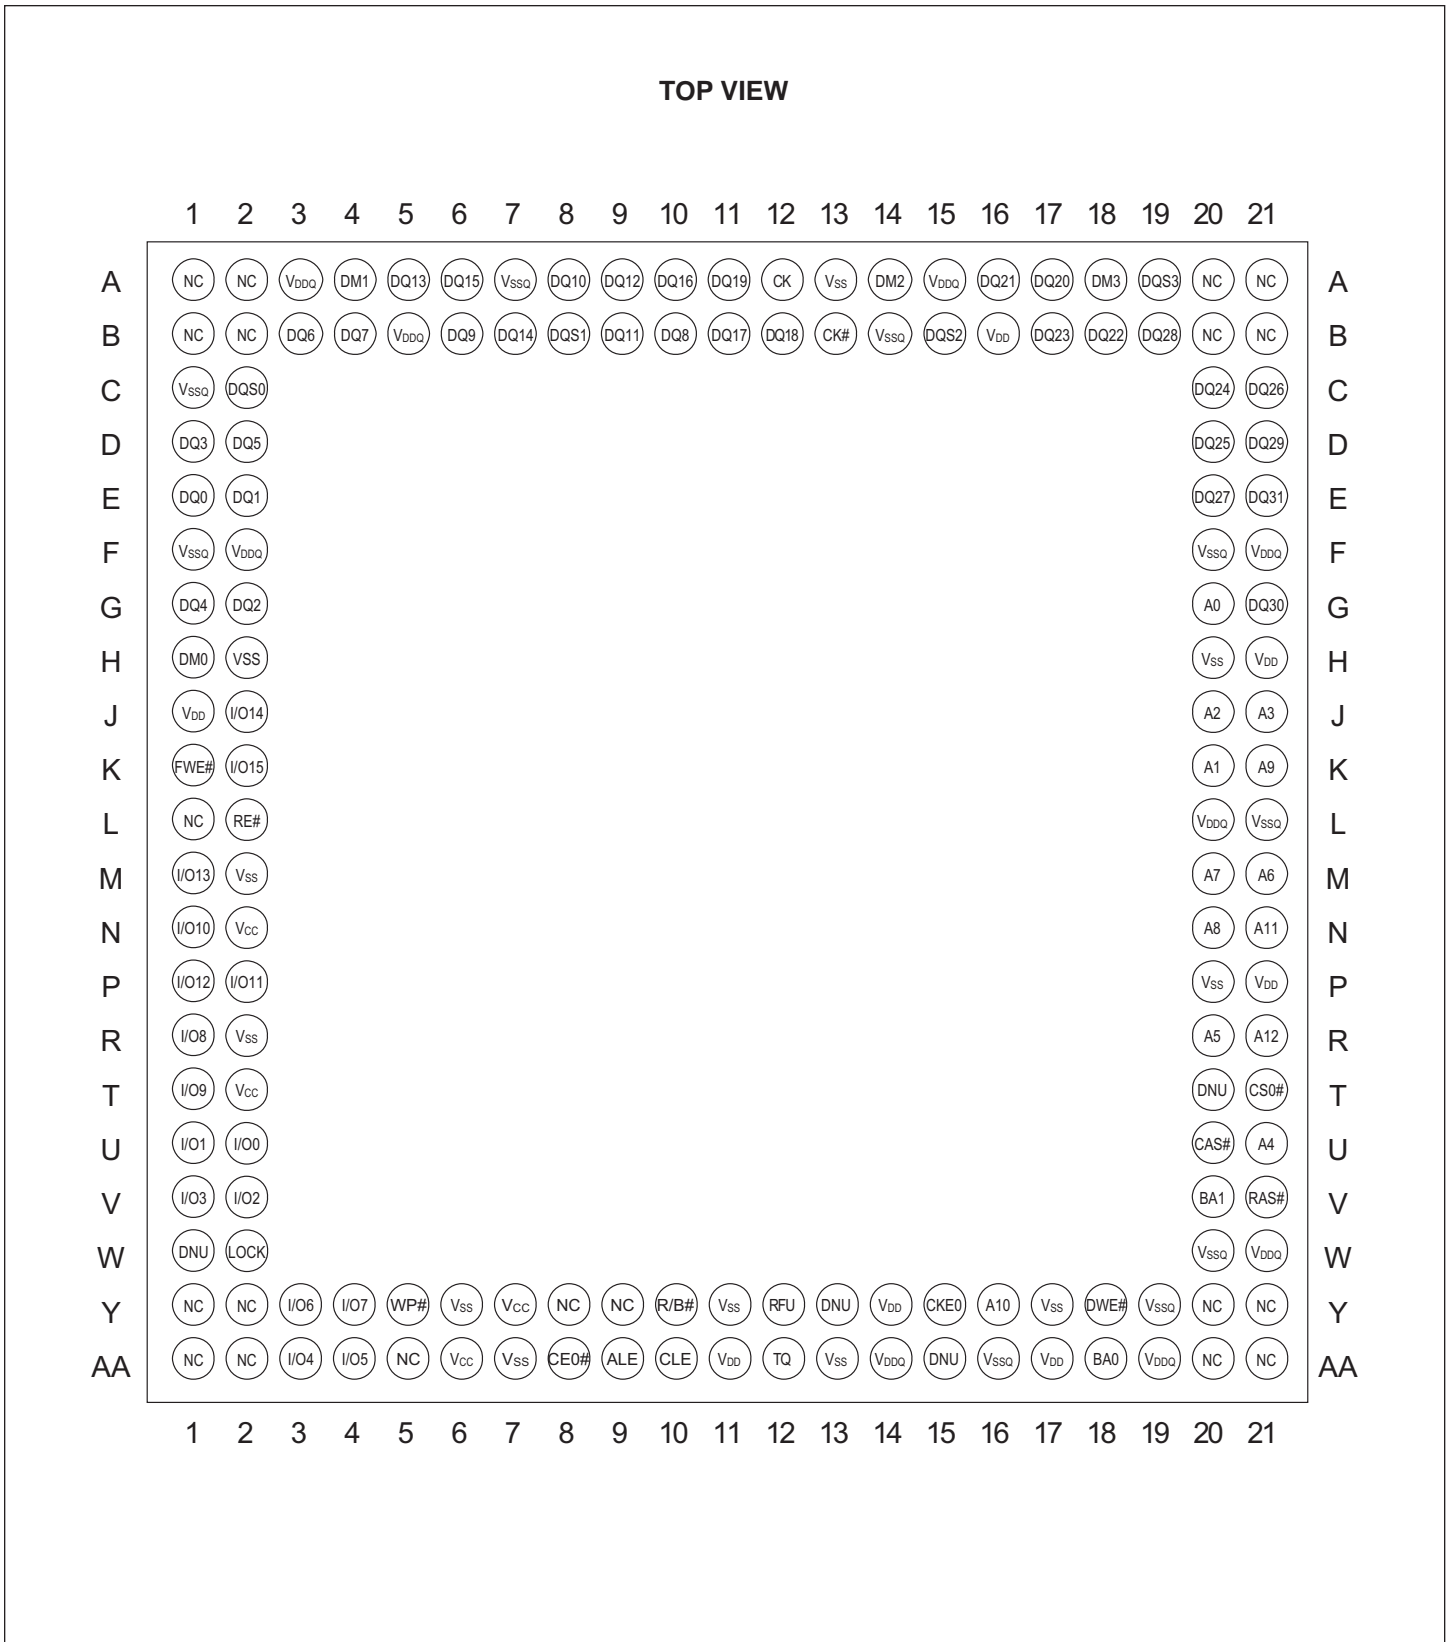 TOP VIEW
1 2 3 4 5 6 7 8 9 10 11 12 13 14 15 16 17 18 19 20 21
A NC NC VDDQ DM1 DQ13 DQ15 VSSQ DQ10 DQ12 DQ16 DQ19 CK VSS DM2 VDDQ DQ21 DQ20 DM3 DQS3 NC NC A
B NC NC DQ6 DQ7 VDDQ DQ9 DQ14 DQS1 DQ11 DQ8 DQ17 DQ18 CK# VSSQ DQS2 VDD DQ23 DQ22 DQ28 NC NC B
C VSSQ DQS0 DQ24 DQ26 C
D DQ3 DQ5 DQ25 DQ29 D
E DQ0 DQ1 DQ27 DQ31 E
F VSSQ VDDQ VSSQ VDDQ F
G DQ4 DQ2 A0 DQ30 G
H DM0 VSS VSS VDD H
J VDD I/O14 A2 A3 J
K FWE# I/O15 A1 A9 K
L NC RE# VDDQ VSSQ L
M I/O13 VSS A7 A6 M
N I/O10 VCC A8 A11 N
P I/O12 I/O11 VSS VDD P
R I/O8 VSS A5 A12 R
T I/O9 VCC DNU CS0# T
U I/O1 I/O0 CAS# A4 U
V I/O3 I/O2 BA1 RAS# V
W DNU LOCK VSSQ VDDQ W
Y NC NC I/O6 I/O7 WP# VSS VCC NC NC R/B# VSS RFU DNU VDD CKE0 A10 VSS DWE# VSSQ NC NC Y
AA NC NC I/O4 I/O5 NC VCC VSS CE0# ALE CLE VDD TQ VSS VDDQ DNU VSSQ VDD BA0 VDDQ NC NC AA
1 2 3 4 5 6 7 8 9 10 11 12 13 14 15 16 17 18 19 20 21